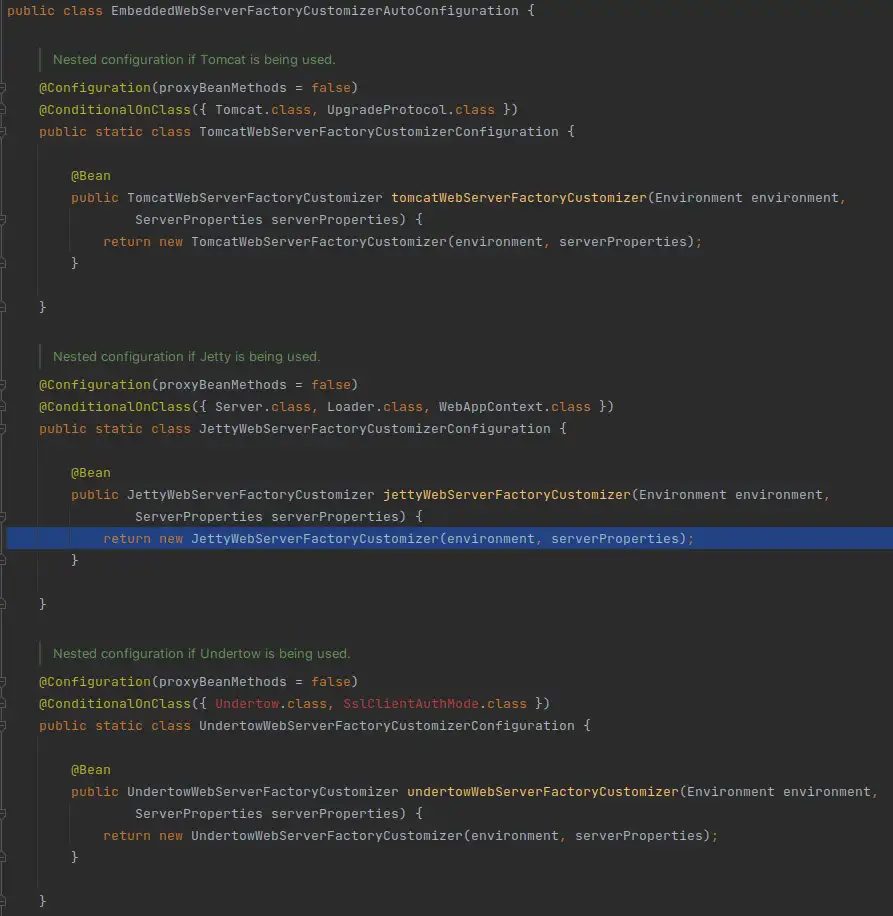 public class EmbeddedWebServerFactoryCustomizerAutoConfiguration {
Nested configuration if Tomcat is being used.
@Configuration(proxyBeanMethods = false)
@ConditionalOnClass({ Tomcat.class, UpgradeProtocol.class })
public static class TomcatWebServerFactoryCustomizerConfiguration {
@Bean
public TomcatWebServerFactoryCustomizer tomcatWebServerFactoryCustomizer(Environment environment,
ServerProperties serverProperties) {
return new TomcatWebServerFactoryCustomizer(environment, serverProperties);
}
}
Nested configuration if Jetty is being used.
@Configuration(proxyBeanMethods = false)
@ConditionalOnClass({ Server.class, Loader.class, WebAppContext.class })
public static class JettyWebServerFactoryCustomizerConfiguration {
@Bean
public JettyWebServerFactoryCustomizer jettyWebServerFactoryCustomizer(Environment environment,
ServerProperties serverProperties) {
return new JettyWebServerFactoryCustomizer(environment, serverProperties);
}
}
Nested configuration if Undertow is being used.
@Configuration(proxyBeanMethods = false)
@ConditionalOnClass({ Undertow.class, SslClientAuthMode.class })
public static class UndertowWebServerFactoryCustomizerConfiguration {
@Bean
public UndertowWebServerFactoryCustomizer undertowWebServerFactoryCustomizer(Environment environment,
ServerProperties serverProperties) {
return new UndertowWebServerFactoryCustomizer(environment, serverProperties);
}
}